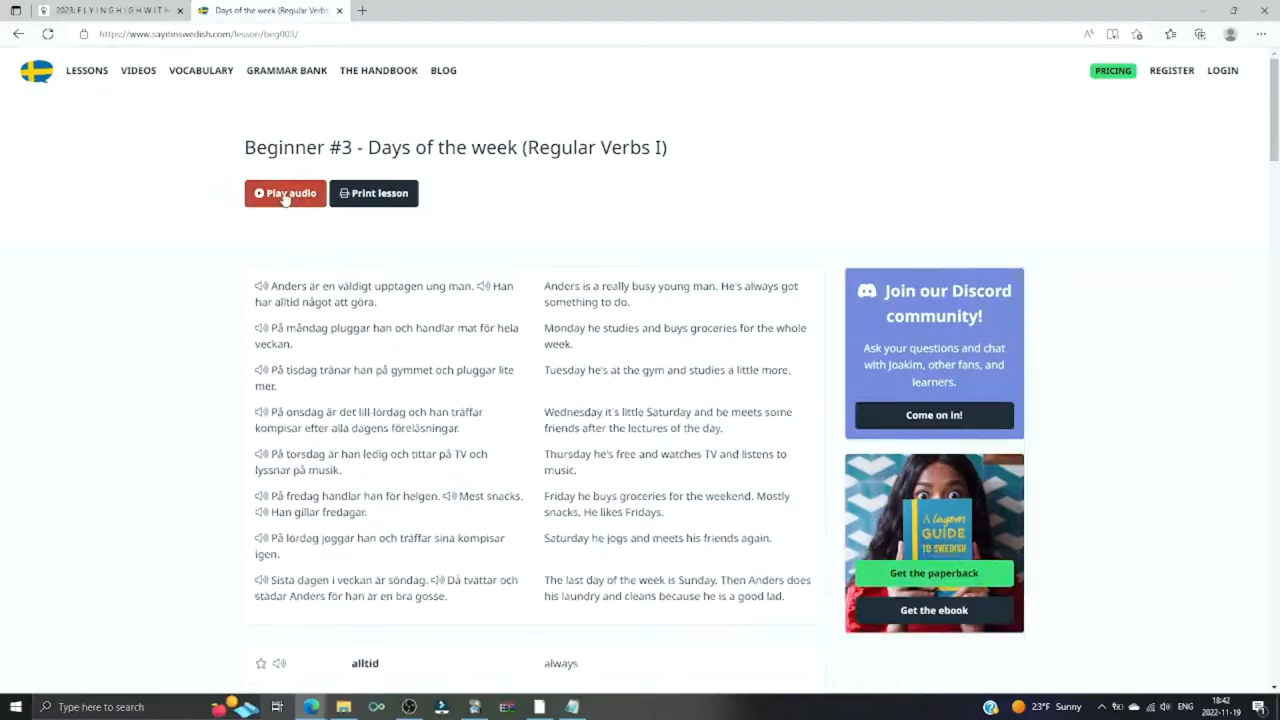 2023: F L Y I N G H I G H W I T H
Days of the week (Regular Verbs
https://www.sayitinswedish.com/lesson/beg003/
LESSONS VIDEOS VOCABULARY GRAMMAR BANK THE HANDBOOK BLOG PRICING REGISTER LOGIN
Beginner #3 - Days of the week (Regular Verbs I)
Play audio Print lesson
Anders är en väldigt upptagen ung man. Han
har alltid något att göra.
Anders is a really busy young man. He's always got
something to do.
På måndag pluggar han och handlar mat för hela
veckan.
Monday he studies and buys groceries for the whole
week.
På tisdag tränar han på gymmet och pluggar lite
mer.
Tuesday he's at the gym and studies a little more.
På onsdag är det lill-lördag och han träffar
kompisar efter alla dagens föreläsningar.
Wednesday it's little Saturday and he meets some
friends after the lectures of the day.
På torsdag är han ledig och tittar på TV och
lyssnar på musik.
Thursday he's free and watches TV and listens to
music.
På fredag handlar han för helgen. Mest snacks.
Han gillar fredagar.
Friday he buys groceries for the weekend. Mostly
snacks. He likes Fridays.
På lördag joggar han och träffar sina kompisar
igen.
Saturday he jogs and meets his friends again.
Sista dagen i veckan är söndag. Då tvättar och
städar Anders för han är en bra gosse.
The last day of the week is Sunday. Then Anders does
his laundry and cleans because he is a good lad.
alltid always
Join our Discord
community!
Ask your questions and chat
with Joakim, other fans, and
learners.
Come on in!
A Lagom
GUIDE
TO SWEDISH
Get the paperback
Get the ebook
Type here to search
23°F Sunny
ENG
18:42
2022-11-19